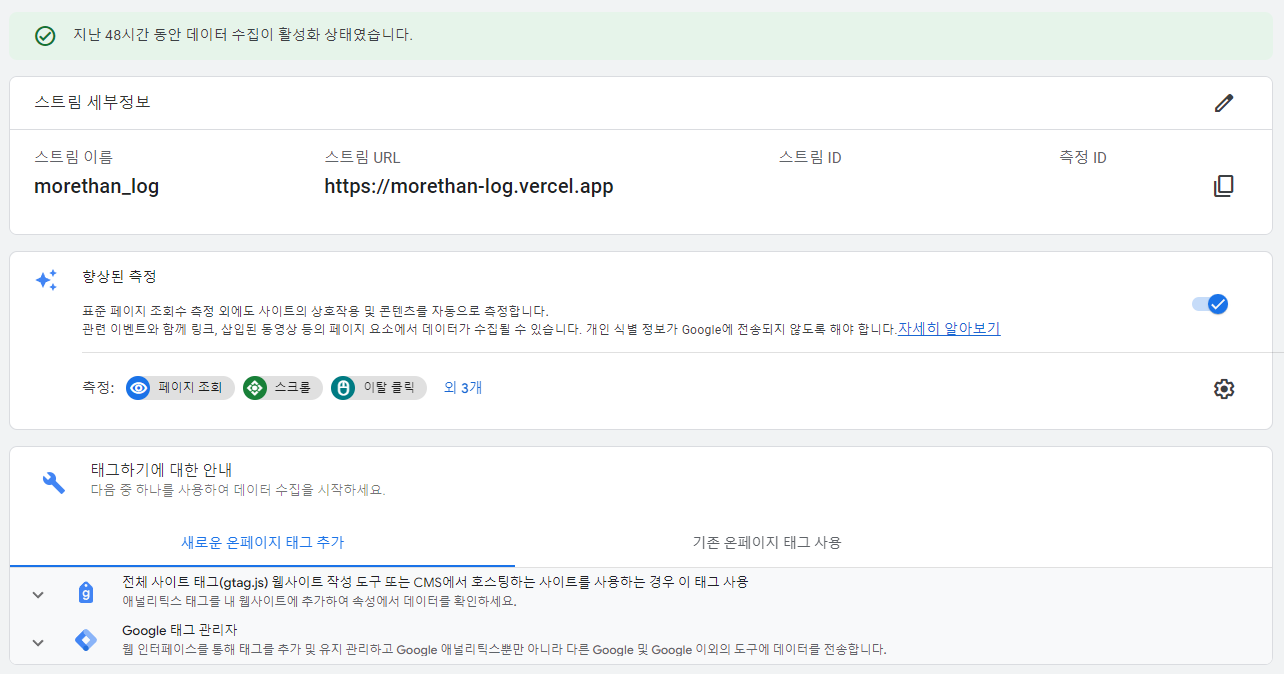 지난 48시간 동안 데이터 수집이 활성화 상태였습니다.
스트림 세부정보
스트림 이름
스트림 URL
스트림 ID
측정 ID
morethan_log
https://morethan-log.vercel.app
향상된 측정
표준 페이지 조회수 측정 외에도 사이트의 상호작용 및 콘텐츠를 자동으로 측정합니다.
관련 이벤트와 함께 링크, 삽입된 동영상 등의 페이지 요소에서 데이터가 수집될 수 있습니다. 개인 식별 정보가 Google에 전송되지 않도록 해야 합니다.자세히 알아보기
측정: 페이지 조회 스크롤 이탈 클릭 외 3개
태그하기에 대한 안내
다음 중 하나를 사용하여 데이터 수집을 시작하세요.
새로운 온페이지 태그 추가
기존 온페이지 태그 사용
g
전체 사이트 태그(gtag.js) 웹사이트 작성 도구 또는 CMS에서 호스팅하는 사이트를 사용하는 경우 이 태그 사용
애널리틱스 태그를 내 웹사이트에 추가하여 속성에서 데이터를 확인하세요.
Google 태그 관리자
웹 인터페이스를 통해 태그를 추가 및 유지 관리하고 Google 애널리틱스뿐만 아니라 다른 Google 및 Google 이외의 도구에 데이터를 전송합니다.